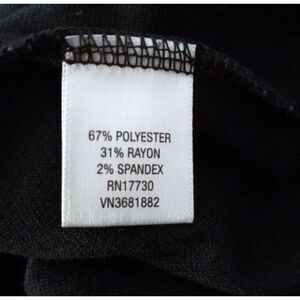 67% POLYESTER
31% RAYON
2% SPANDEX
RN17730
VN3681882